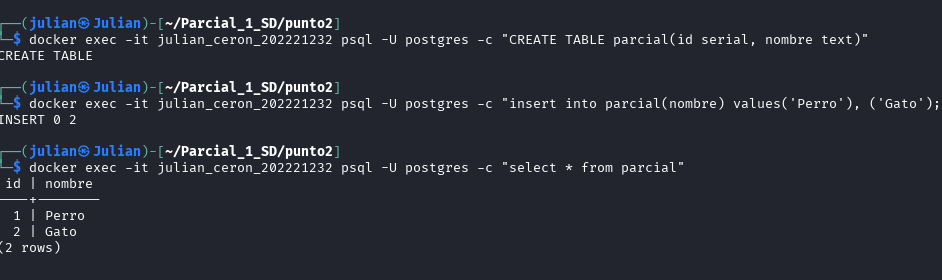 ┌──(julian㉿Julian)-[~/Parcial_1_SD/punto2]
└─$ docker exec -it julian_ceron_202221232 psql -U postgres -c "CREATE TABLE parcial(id serial, nombre text)"
CREATE TABLE
┌──(julian㉿Julian)-[~/Parcial_1_SD/punto2]
└─$ docker exec -it julian_ceron_202221232 psql -U postgres -c "insert into parcial(nombre) values('Perro'), ('Gato');
INSERT 0 2
┌──(julian㉿Julian)-[~/Parcial_1_SD/punto2]
└─$ docker exec -it julian_ceron_202221232 psql -U postgres -c "select * from parcial"
id | nombre
----+--------
1 | Perro
2 | Gato
(2 rows)